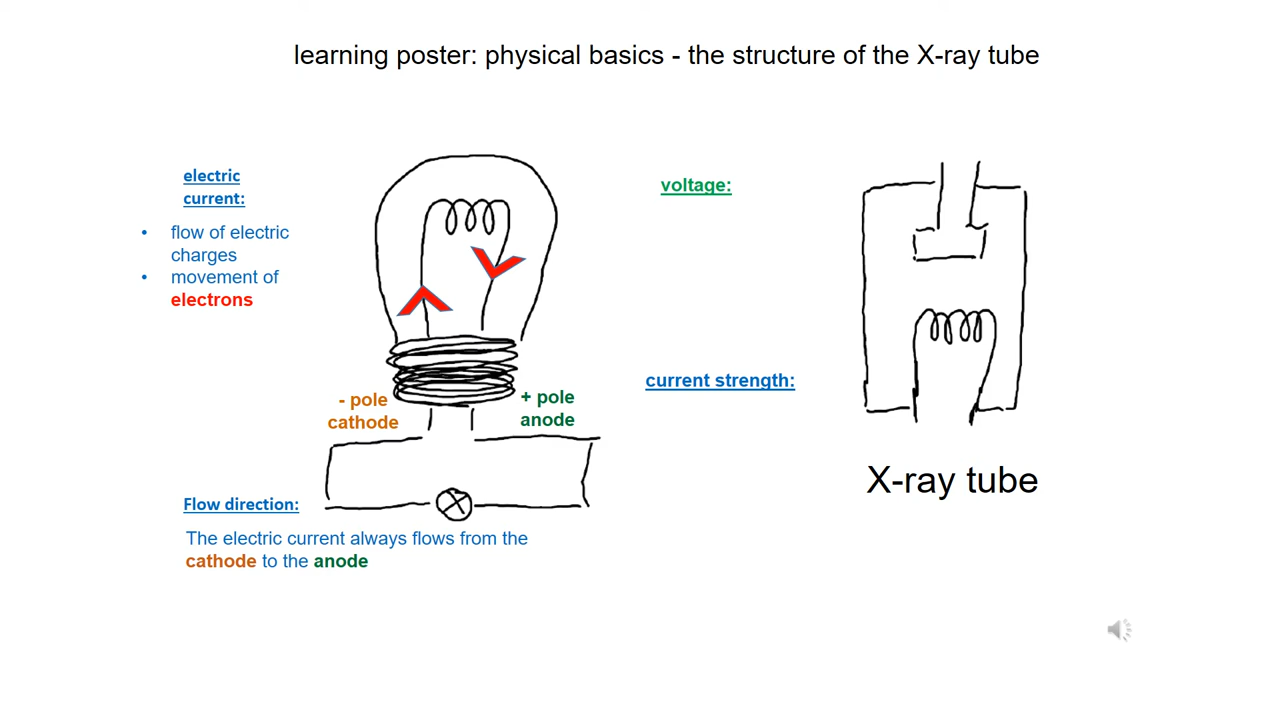 learning poster: physical basics - the structure of the X-ray tube
electric
current:
• flow of electric
charges
• movement of
electrons
- pole
cathode
+ pole
anode
Flow direction:
The electric current always flows from the
cathode to the anode
voltage:
current strength:
X-ray tube